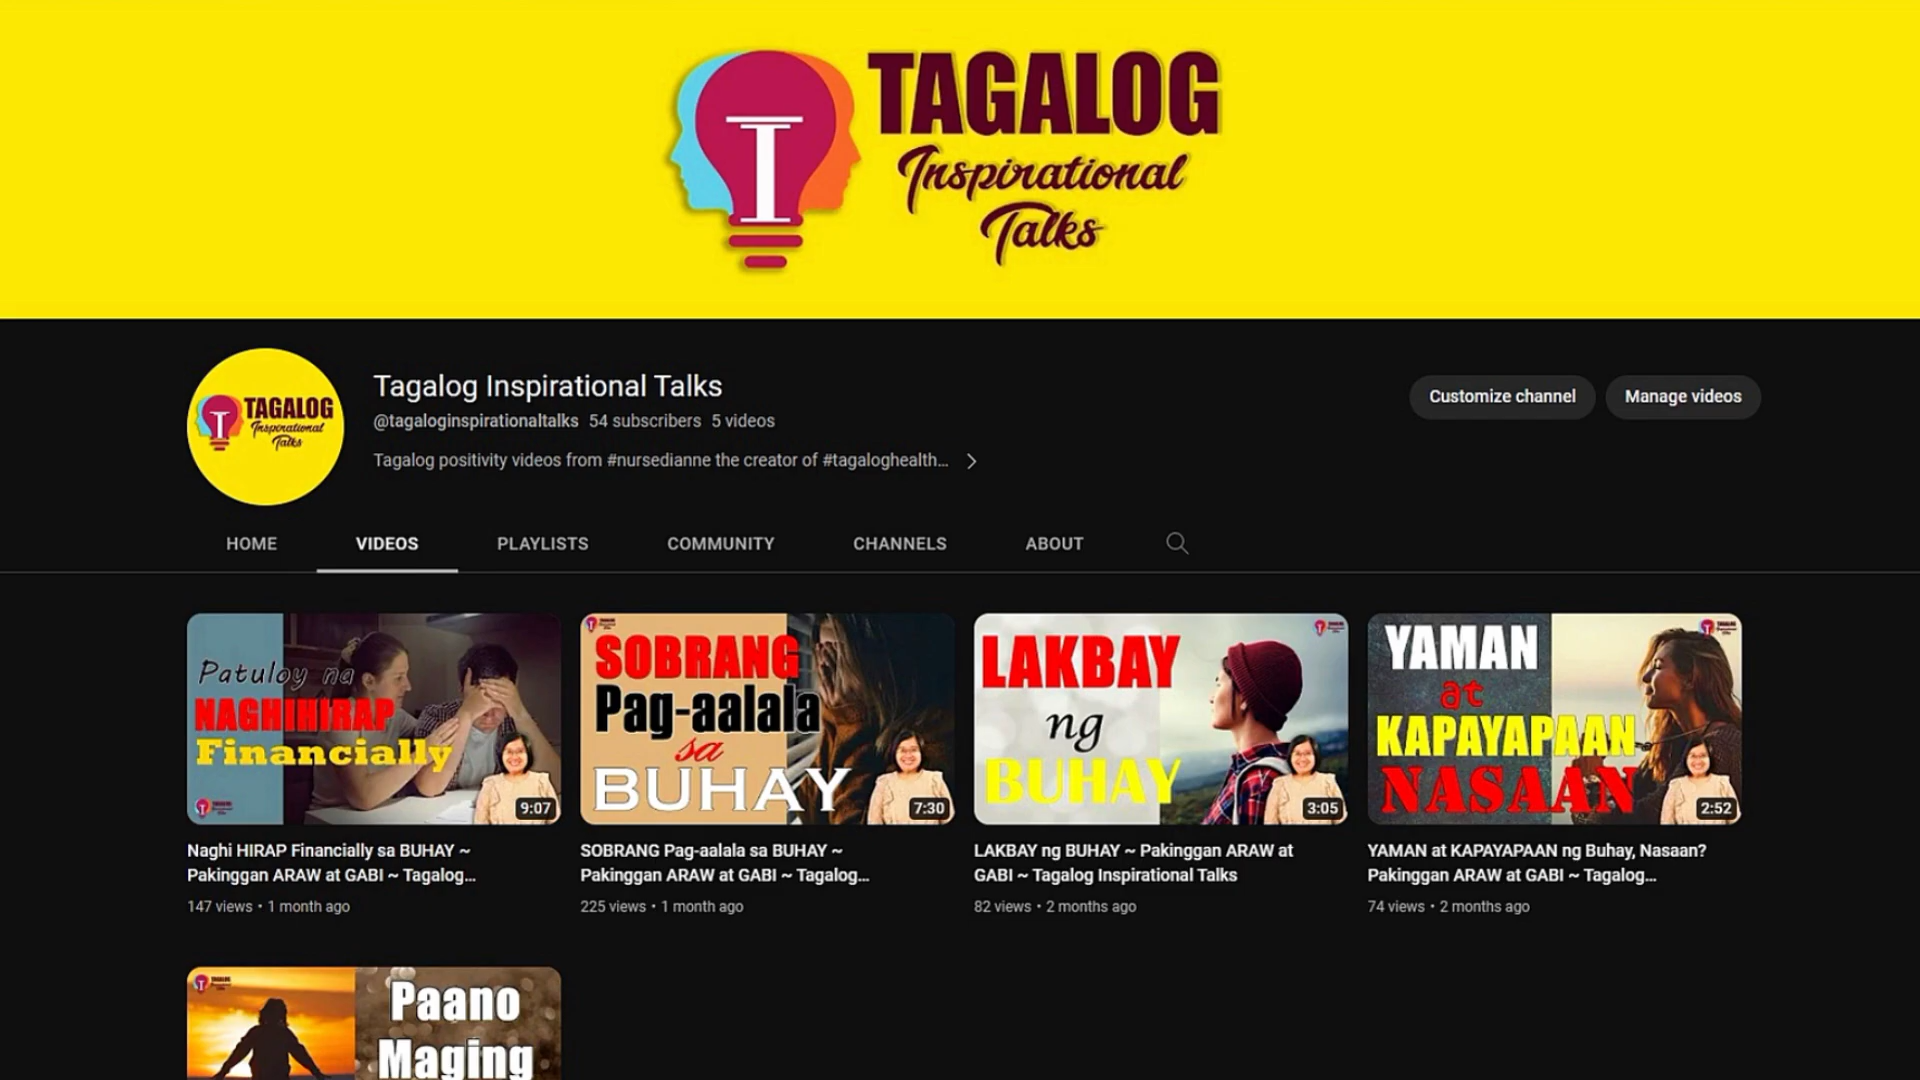 I
TAGALOG
Inspirational
Talks
TAGALOG
Inspirational
Talks
Tagalog Inspirational Talks
@tagaloginspirationaltalks 54 subscribers 5 videos
Tagalog positivity videos from #nursedianne the creator of #tagaloghealth...
Customize channel
Manage videos
HOME
VIDEOS
PLAYLISTS
COMMUNITY
CHANNELS
ABOUT
Patuloy na
NAGHIHIRAP
Financially
9:07
SOBRANG
Pag-aalala
sa
BUHAY
7:30
LAKBAY
ng
BUHAY
3:05
YAMAN
at
KAPAYAPAAN
NASAAN
2:52
Naghi HIRAP Financially sa BUHAY ~
Pakinggan ARAW at GABI ~ Tagalog...
147 views • 1 month ago
SOBRANG Pag-aalala sa BUHAY ~
Pakinggan ARAW at GABI ~ Tagalog...
225 views • 1 month ago
LAKBAY ng BUHAY ~ Pakinggan ARAW at
GABI ~ Tagalog Inspirational Talks
82 views • 2 months ago
YAMAN at KAPAYAPAAN ng Buhay, Nasaan?
Pakinggan ARAW at GABI ~ Tagalog...
74 views • 2 months ago
Paano
Maging